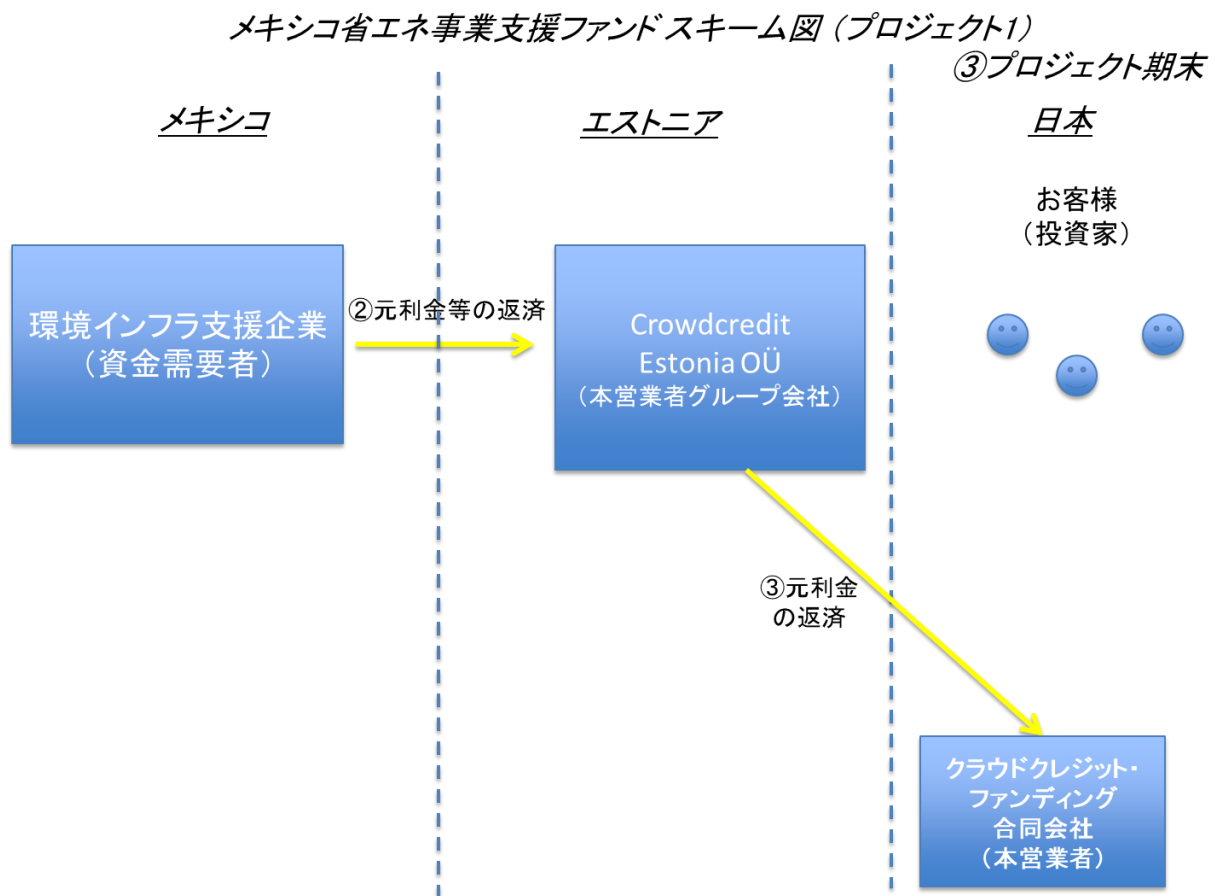 メキシコ省エネ事業支援ファンド スキーム図 (プロジェクト1)
③プロジェクト期末
メキシコ
エストニア
日本
お客様
（投資家）
環境インフラ支援企業
（資金需要者）
②元利金等の返済
Crowdcredit
Estonia OÜ
（本営業者グループ会社）
③元利金
の返済
クラウドクレジット・
ファンディング
合同会社
（本営業者）